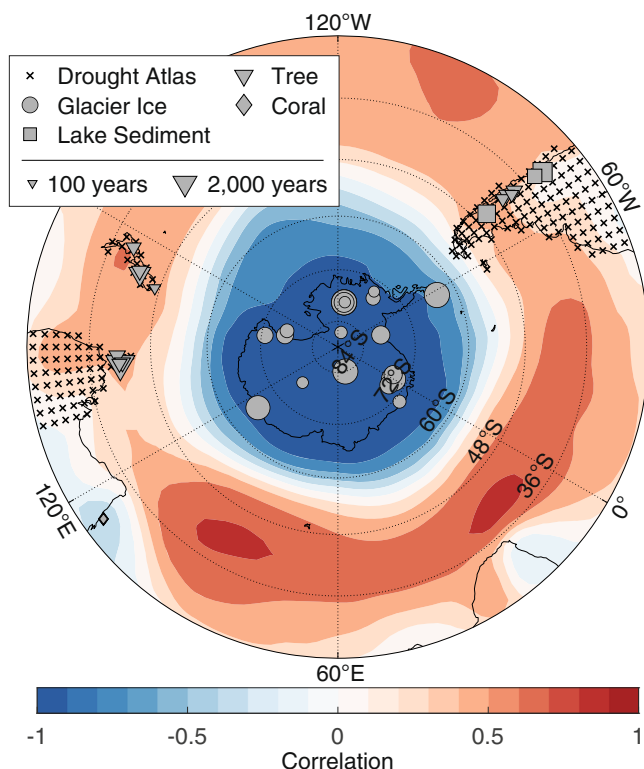 120°W
Drought Atlas
Tree
Glacier Ice
Coral
Lake Sediment
100 years
2,000 years
60°W
84°S
72°S
60°S
48°S
36°S
0°
120°E
60°E
-1
-0.5
0
0.5
1
Correlation